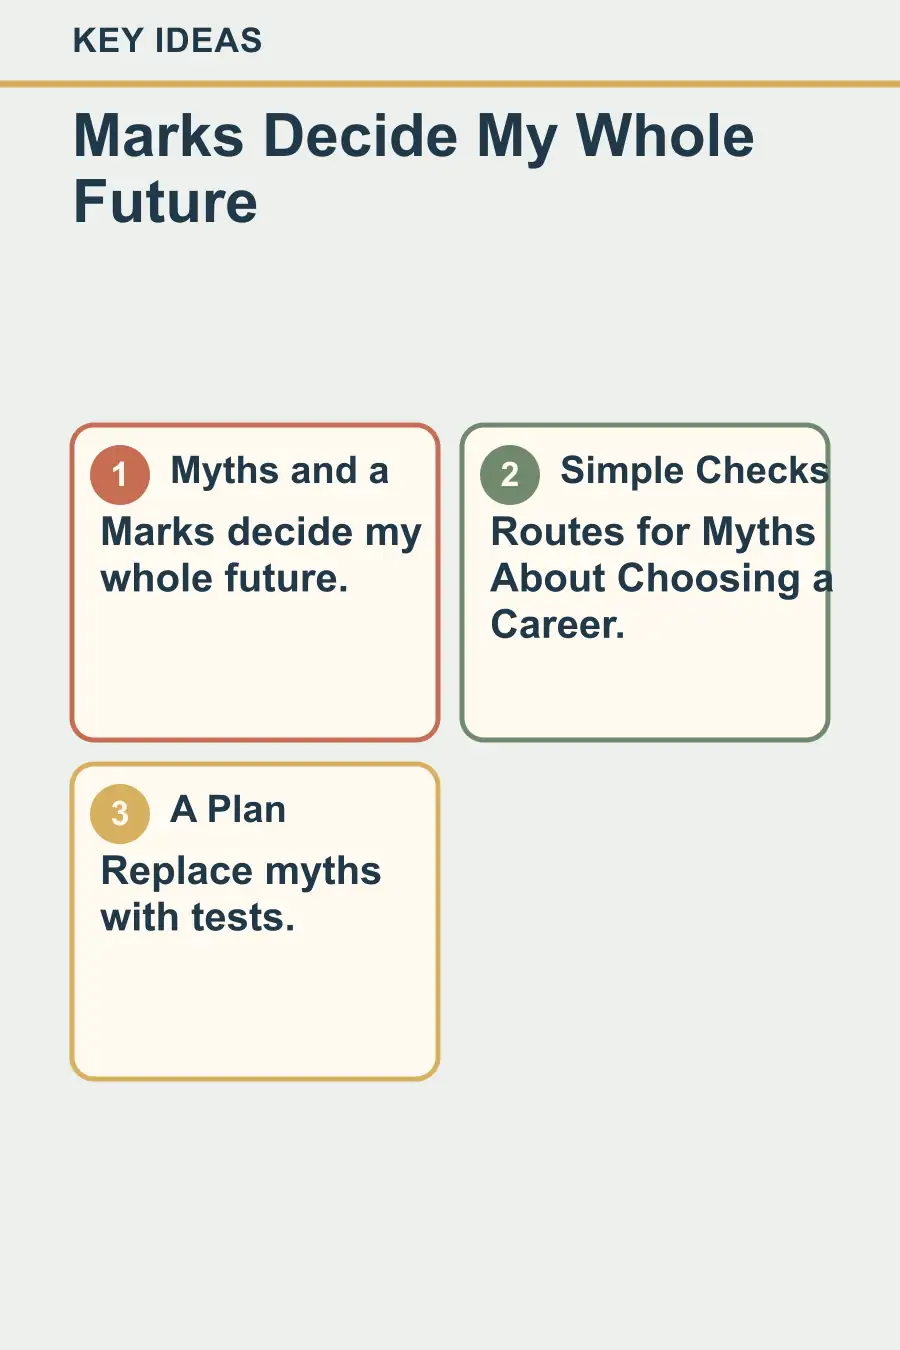 KEY IDEAS
Marks Decide My Whole
Future
1 Myths and a
Marks decide my
whole future.
2 Simple Checks
Routes for Myths
About Choosing a
Career.
3 A Plan
Replace myths
with tests.